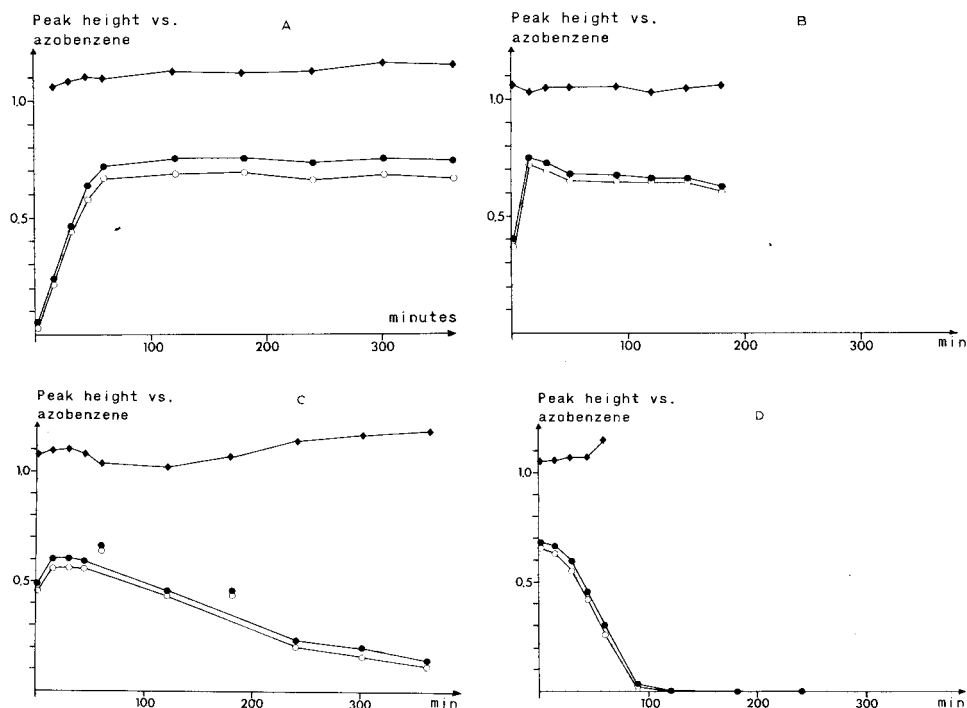 Peak height vs.
azobenzene
A
1,0
0,5
minutes
100
200
300
Peak height vs.
azobenzene
B
1,0
0,5
100
200
300
min
Peak height vs.
azobenzene
C
1,0
0,5
100
200
300
min
Peak height vs.
azobenzene
D
1,0
0,5
100
200
300
min